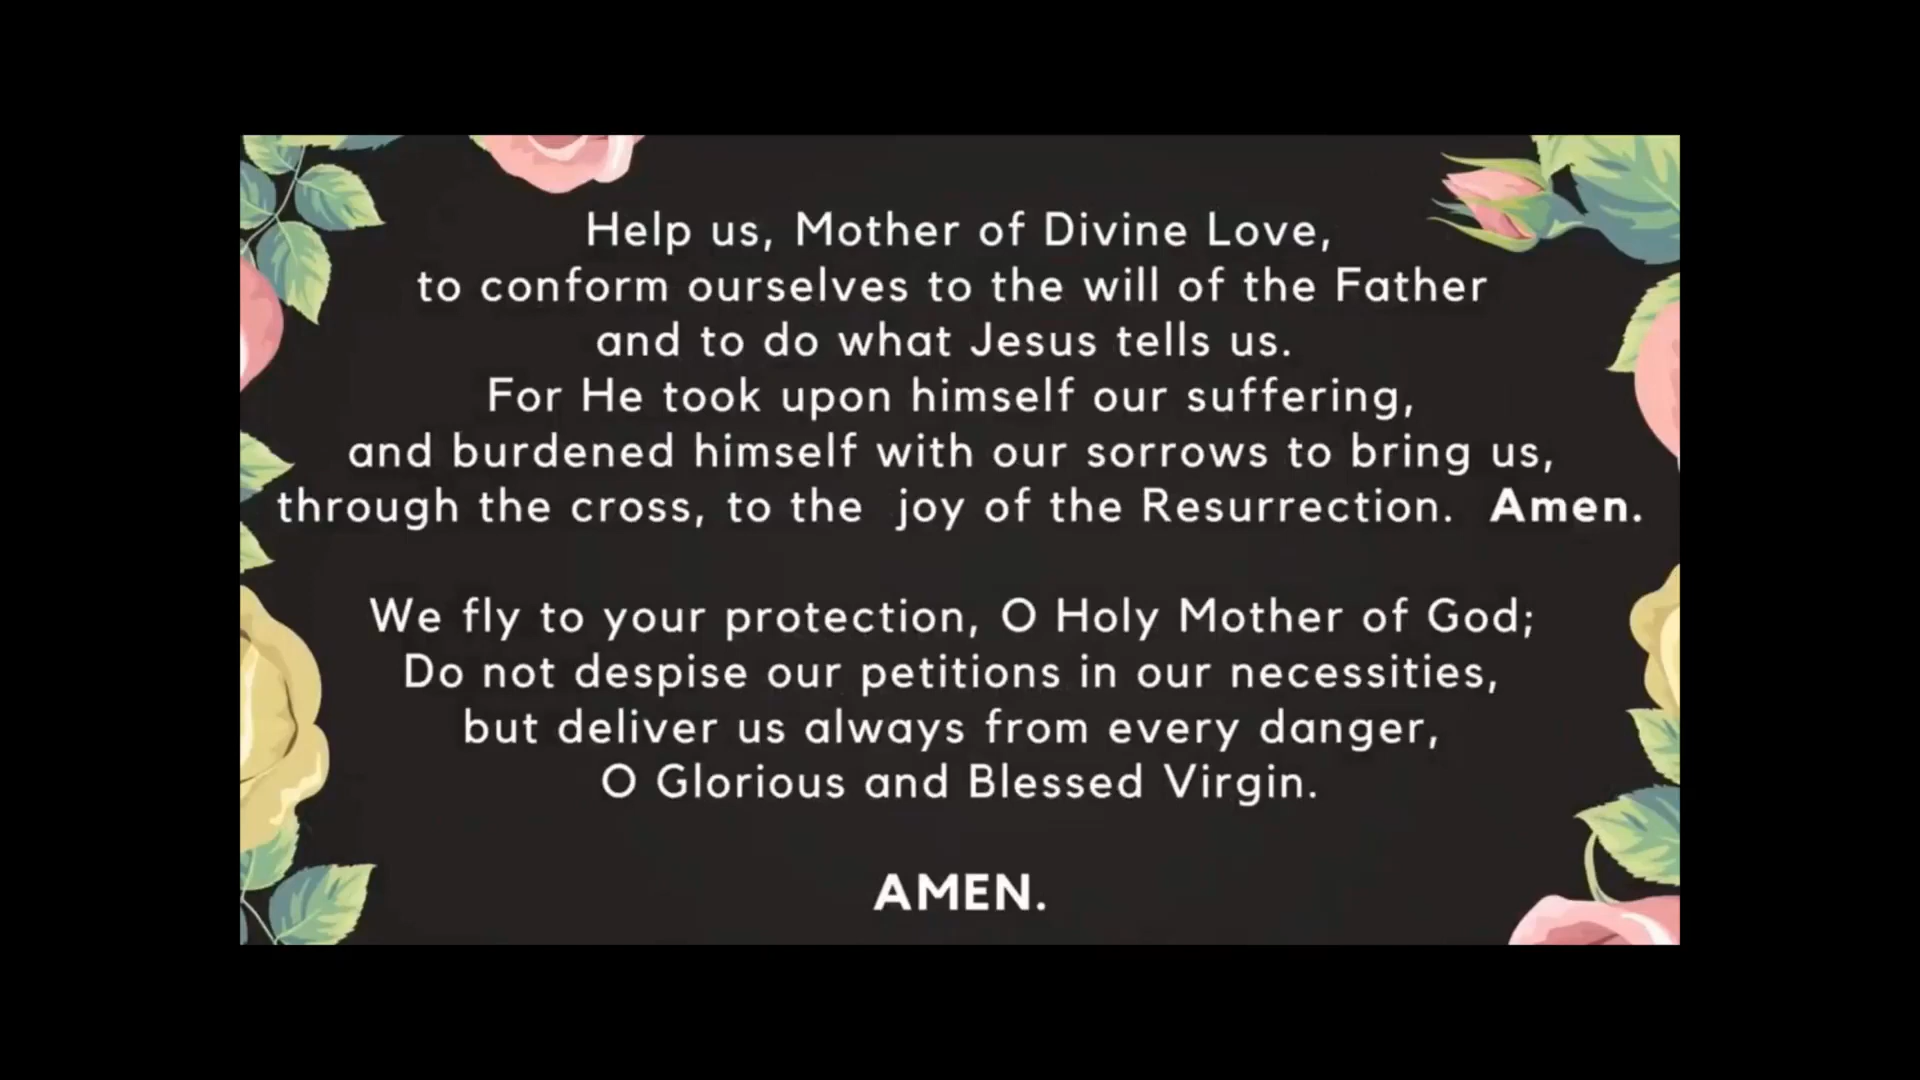 Help us, Mother of Divine Love,
to conform ourselves to the will of the Father
and to do what Jesus tells us.
For He took upon himself our suffering,
and burdened himself with our sorrows to bring us,
through the cross, to the joy of the Resurrection. Amen.
We fly to your protection, O Holy Mother of God;
Do not despise our petitions in our necessities,
but deliver us always from every danger,
O Glorious and Blessed Virgin.
AMEN.